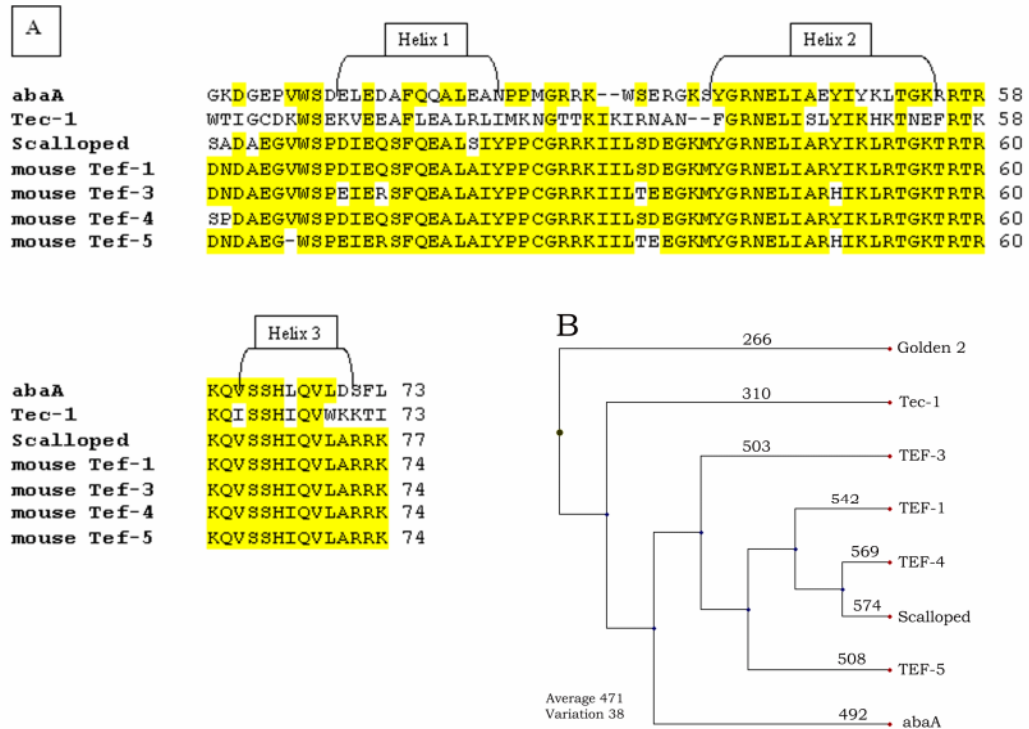 A
Helix 1
Helix 2
abaA GKDGEPVWSDELEDAFQQALEANPPMGRRK--WSERGKSYGRNELIAEYIYKLTGKRRTR 58
Tec-1 WTIGCDKWSEKVEEAFLEALRLIMKNGTTKIKIRNAN--FGRNELISLYIKHKTNEFRTK 58
Scalloped SADAEGVWSPDIEQSFQEALSIYPPCGRRKIILSDEGKMYGRNELIARYIKLRTGKTRTR 60
mouse Tef-1 DNDAEGVWSPDIEQSFQEALAIYPPCGRRKIILSDEGKMYGRNELIARYIKLRTGKTRTR 60
mouse Tef-3 DNDAEGVWSPEIERSFQEALAIYPPCGRRKIILTEEGKMYGRNELIARHIKLRTGKTRTR 60
mouse Tef-4 SPDAEGVWSPDIEQSFQEALAIYPPCGRRKIILSDEGKMYGRNELIARYIKLRTGKTRTR 60
mouse Tef-5 DNDAEG-WSPEIERSFQEALAIYPPCGRRKIILTEEGKMYGRNELIARHIKLRTGKTRTR 60
Helix 3
abaA KQVSSHLQVLDSFL 73
Tec-1 KQISSHIQVWKKTI 73
Scalloped KQVSSHIQVLARRK 77
mouse Tef-1 KQVSSHIQVLARRK 74
mouse Tef-3 KQVSSHIQVLARRK 74
mouse Tef-4 KQVSSHIQVLARRK 74
mouse Tef-5 KQVSSHIQVLARRK 74
B
266 Golden 2
310 Tec-1
503 TEF-3
542 TEF-1
569 TEF-4
574 Scalloped
508 TEF-5
492 abaA
Average 471
Variation 38